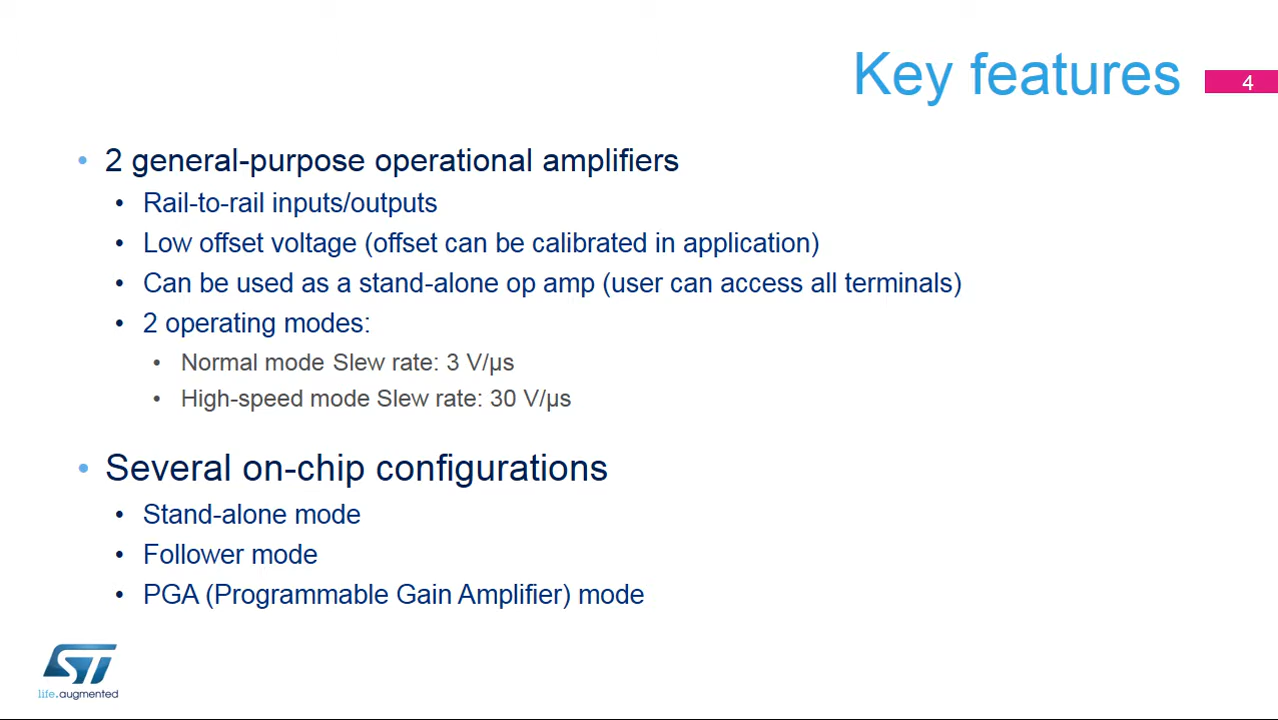 Key features
4
• 2 general-purpose operational amplifiers
• Rail-to-rail inputs/outputs
• Low offset voltage (offset can be calibrated in application)
• Can be used as a stand-alone op amp (user can access all terminals)
• 2 operating modes:
• Normal mode Slew rate: 3 V/µs
• High-speed mode Slew rate: 30 V/µs
• Several on-chip configurations
• Stand-alone mode
• Follower mode
• PGA (Programmable Gain Amplifier) mode
ST
life.augmented